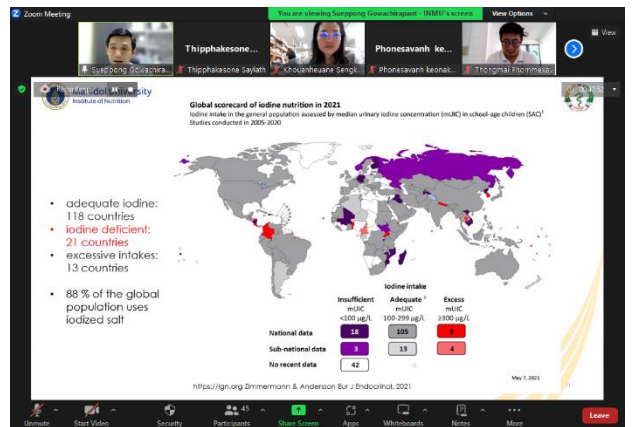 Zoom Meeting
You are viewing Sueppong Gowachirapant - INMU's screen
View Options
View
Thipphakesone...
Phonesavanh ke...
Sueppong Gowachira...
Thipphakesone Saylath
Khouanheuane Sengk...
Phonesavanh keonak...
Thongmai Phommexay
Recording
Mahidol University
Institute of Nutrition
Global scorecard of iodine nutrition in 2021
Iodine intake in the general population assessed by median urinary iodine concentration (mUIC) in school-age children (SAC)¹
Studies conducted in 2005-2020
• adequate iodine:
118 countries
• iodine deficient:
21 countries
• excessive intakes:
13 countries
• 88 % of the global
population uses
iodized salt
Iodine intake
Insufficient Adequate ² Excess
mUIC mUIC mUIC
<100 µg/L 100-299 µg/L ≥300 µg/L
National data 18 105 9
Sub-national data 3 13 4
No recent data 42
May 7, 2021
https://ign.org Zimmermann & Andersson Eur J Endocrinol. 2021
Unmute
Start Video
Security
45
Participants
Share Screen
Apps
Whiteboards
Notes
More
Leave